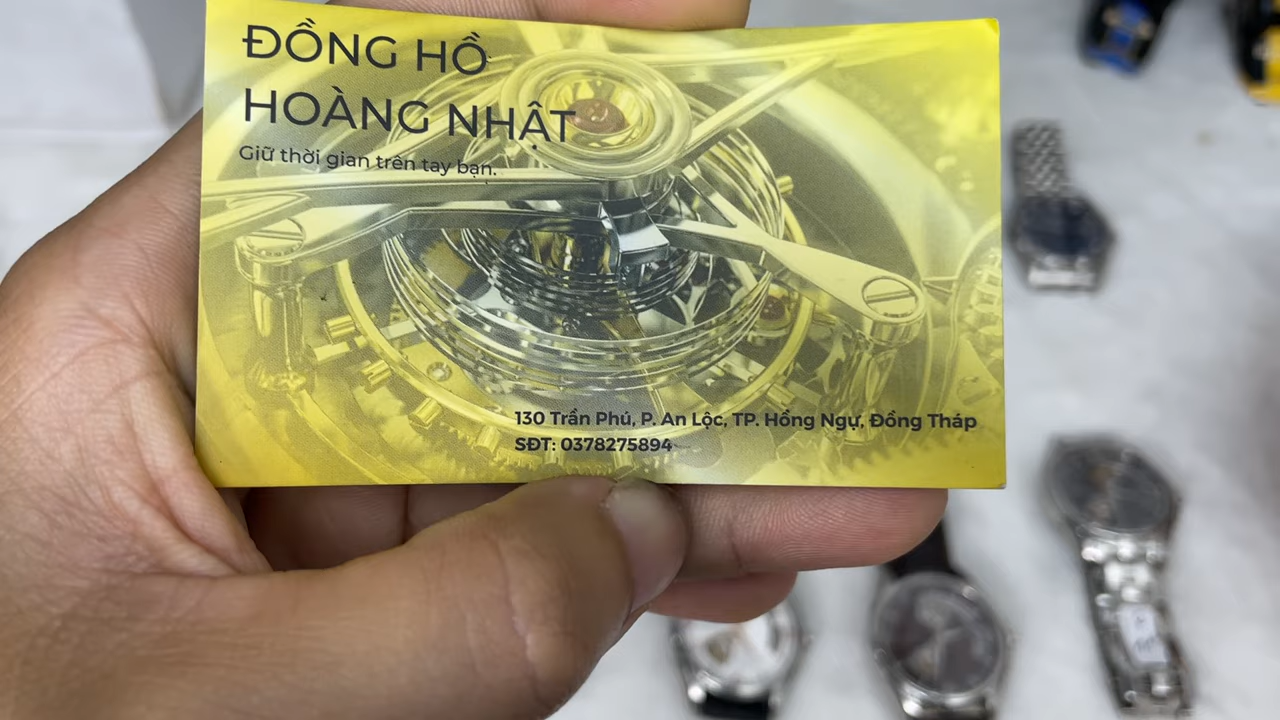 ĐỒNG HỒ
HOÀNG NHẬT
Giữ thời gian trên tay bạn.
130 Trần Phú, P. An Lộc, TP. Hồng Ngự, Đồng Tháp
SĐT: 0378275894